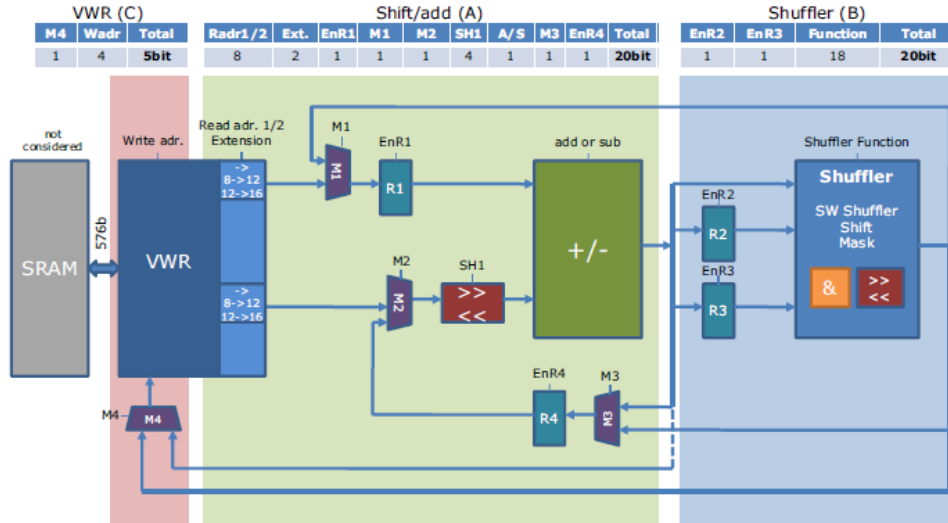 VWR (C)
M4 Wadr Total
1 4 5bit
Shift/add (A)
Radr1/2 Ext. EnR1 M1 M2 SH1 A/S M3 EnR4 Total
8 2 1 1 1 4 1 1 1 20bit
Shuffler (B)
EnR2 EnR3 Function Total
1 1 18 20bit
not
considered
SRAM
576b
Write adr.
VWR
Read adr. 1/2
Extension
->
8->12
12->16
->
8->12
12->16
M1
M1
EnR1
R1
M2
M2
SH1
>>
<<
add or sub
+/-
EnR4
R4
M3
M3
M4
M4
EnR2
R2
EnR3
R3
Shuffler Function
Shuffler
SW Shuffler
Shift
Mask
&
>>
<<